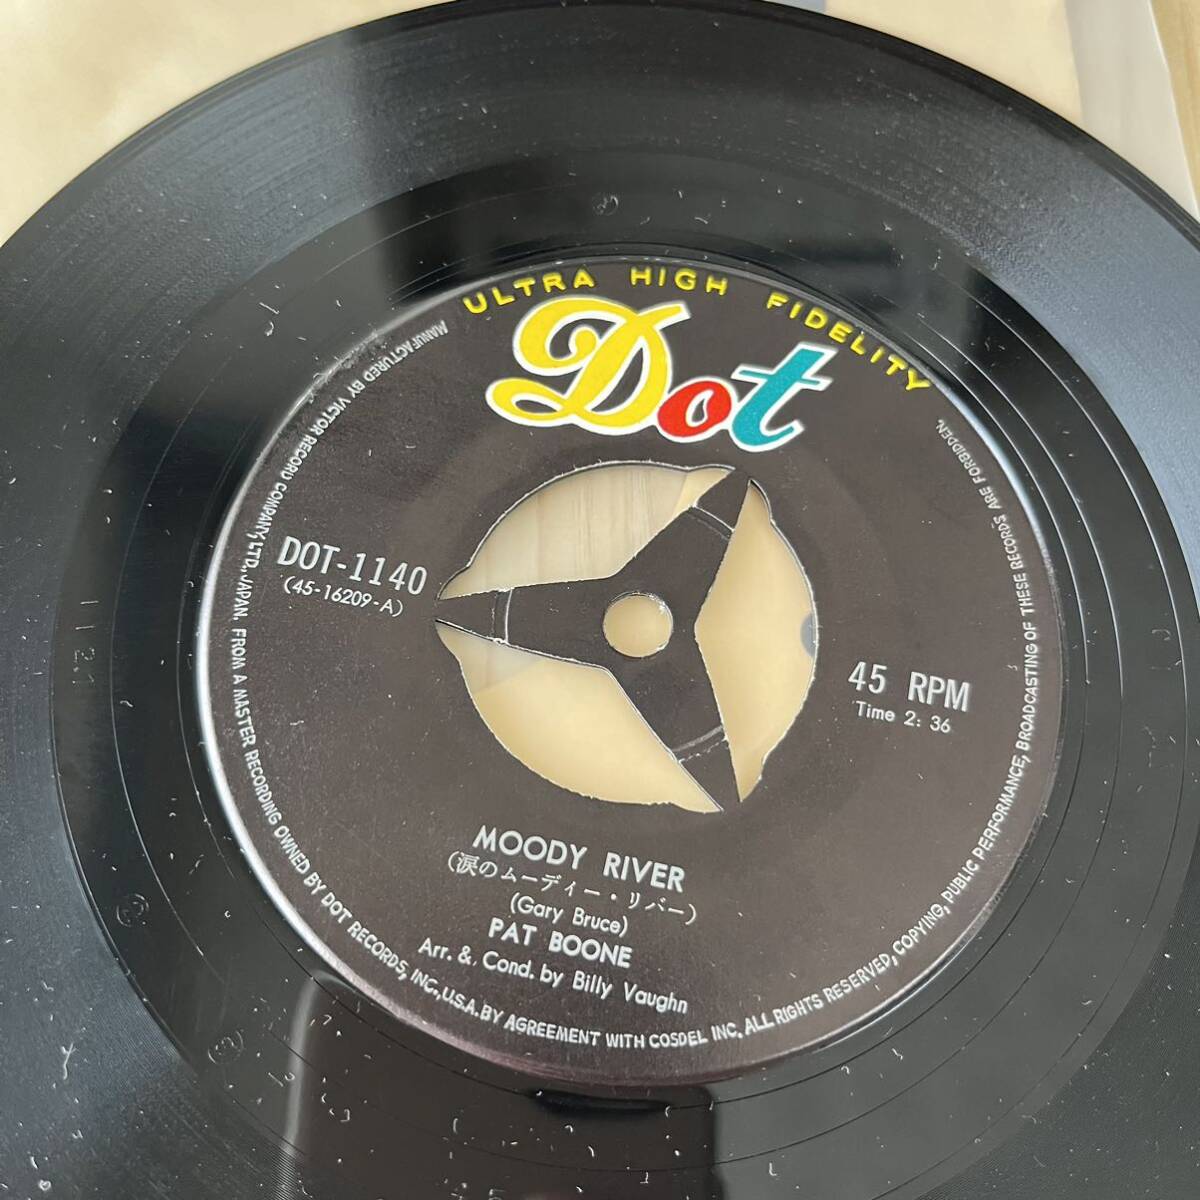 ULTRA HIGH FIDELITY
Dot
DOT-1140
(45-16209-A)
45 RPM
Time 2: 36
MOODY RIVER
(涙のムーディー・リバー)
(Gary Bruce)
PAT BOONE
Arr. & Cond. by Billy Vaughn
MANUFACTURED BY VICTOR RECORD COMPANY, LTD., JAPAN. FROM A MASTER RECORDING OWNED BY DOT RECORDS, INC., U.S.A. BY AGREEMENT WITH COSDEL INC. ALL RIGHTS RESERVED, COPYING, PUBLIC PERFORMANCE, BROADCASTING OF THESE RECORDS ARE FORBIDDEN.